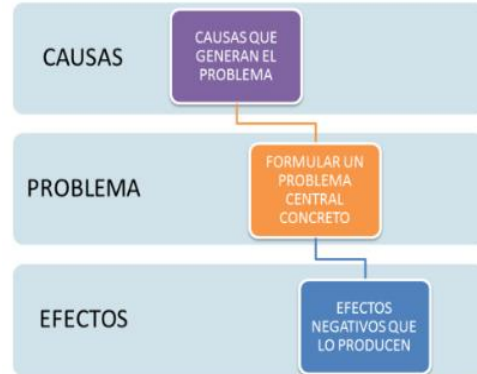 CAUSAS
CAUSAS QUE
GENERAN EL
PROBLEMA
PROBLEMA
FORMULAR UN
PROBLEMA
CENTRAL
CONCRETO
EFECTOS
EFECTOS
NEGATIVOS QUE
LO PRODUCEN